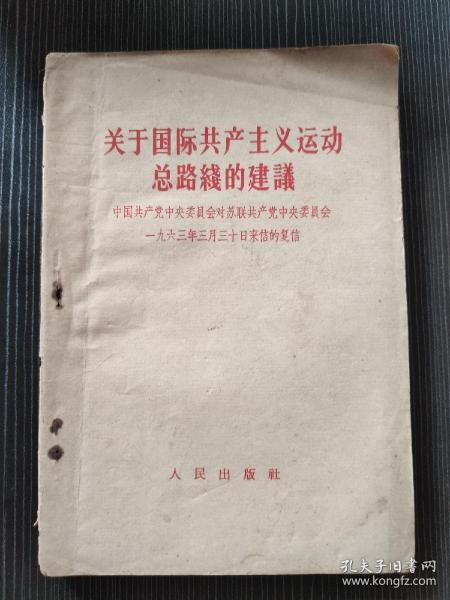 关于国际共产主义运动
总路綫的建議
中国共产党中央委員会对苏联共产党中央委員会
一九六三年三月三十日来信的复信
人民出版社
孔夫子旧书网
www.kongfz.com